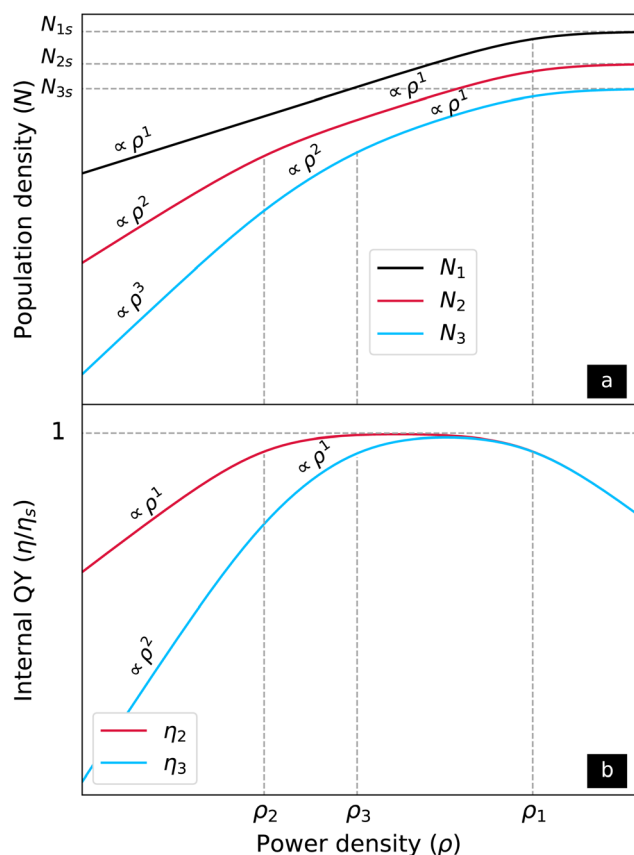 N₁ₛ
N₂ₛ
N₃ₛ
Population density (N)
∝ ρ¹
∝ ρ¹
∝ ρ¹
∝ ρ²
∝ ρ²
∝ ρ³
N₁
N₂
N₃
a
1
Internal QY (η/ηₛ)
∝ ρ¹
∝ ρ¹
∝ ρ²
η₂
η₃
b
ρ₂ ρ₃ ρ₁
Power density (ρ)